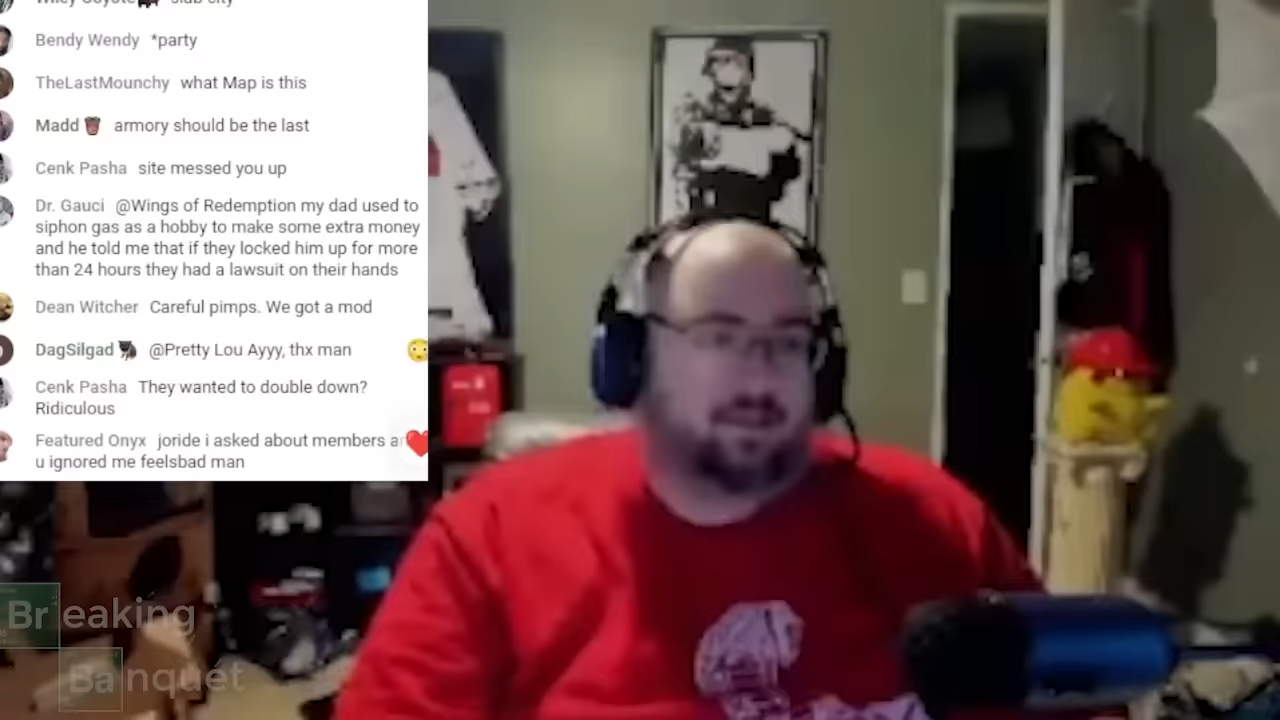 Wiley Coyote slab city
Bendy Wendy *party
TheLastMounchy what Map is this
Madd armory should be the last
Cenk Pasha site messed you up
Dr. Gauci @Wings of Redemption my dad used to
siphon gas as a hobby to make some extra money
and he told me that if they locked him up for more
than 24 hours they had a lawsuit on their hands
Dean Witcher Careful pimps. We got a mod
DagSilgad @Pretty Lou Ayyy, thx man
Cenk Pasha They wanted to double down?
Ridiculous
Featured Onyx joride i asked about members a
u ignored me feelsbad man
Breaking
Banquet